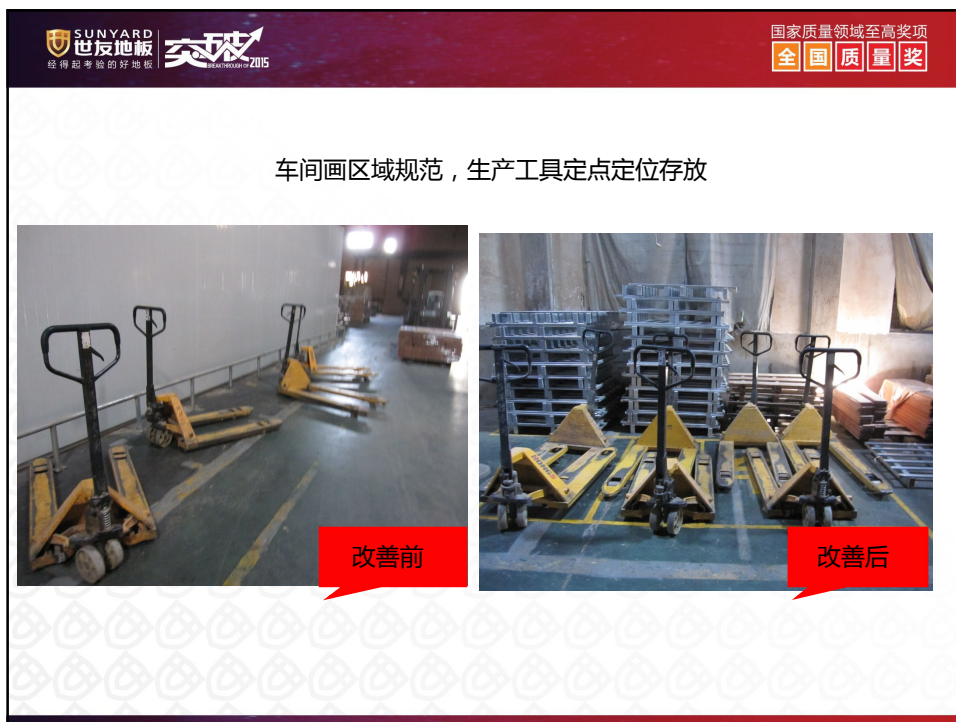 SUNYARD
世友地板
经得起考验的好地板
突破
BREAKTHROUGH OF 2015
国家质量领域至高奖项
全国质量奖
车间画区域规范，生产工具定点定位存放
改善前
改善后